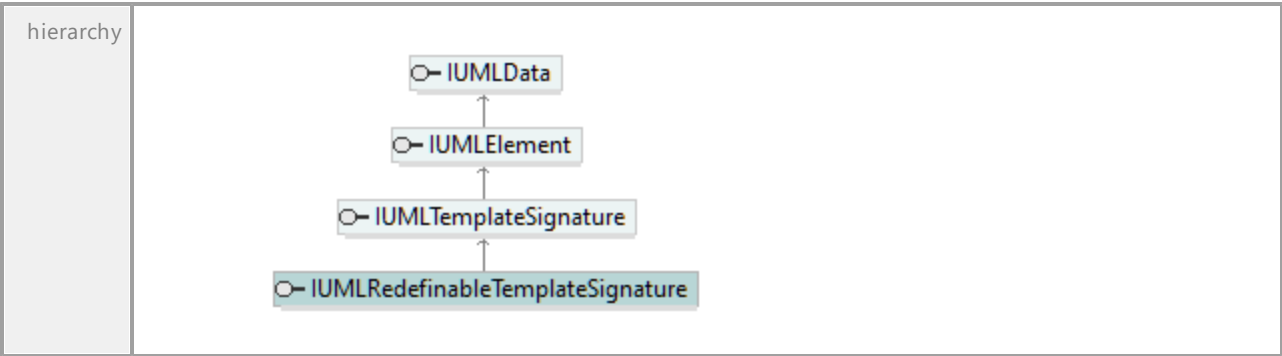 hierarchy
IUMLData
IUMLElement
IUMLTemplateSignature
IUMLRedefinableTemplateSignature